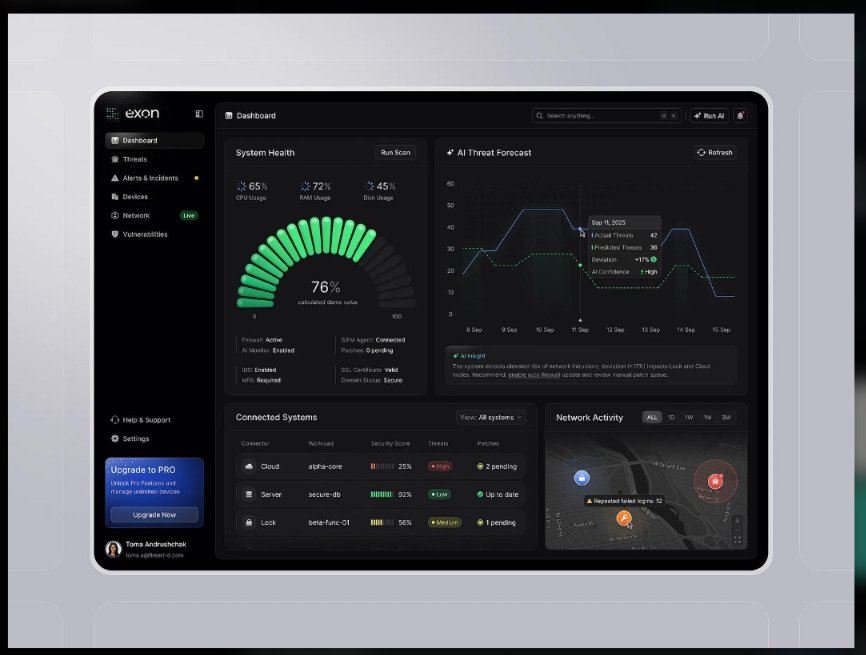 exon
Dashboard
Search anything...
⌘ K
Run AI
Dashboard
Threats
Alerts & Incidents
Devices
Network
Live
Vulnerabilities
Help & Support
Settings
Upgrade to PRO
Unlock Pro Features and
manage unlimited devices
Upgrade Now
Toma Andrushchak
toma.a@fireart-d.com
System Health
Run Scan
65%
CPU Usage
72%
RAM Usage
45%
Disk Usage
76%
calculated demo value
0
100
Firewall: Active
AI Monitor: Enabled
SIEM Agent: Connected
Patches: 0 pending
IDS: Enabled
MFA: Required
SSL Certificate: Valid
Domain Status: Secure
AI Threat Forecast
Refresh
60
50
40
30
20
10
0
8 Sep
9 Sep
10 Sep
11 Sep
12 Sep
13 Sep
14 Sep
15 Sep
Sep 11, 2025
Actual Threats 42
Predicted Threats 36
Deviation +17%
AI Confidence High
AI Insight
The system detects elevated risk of network intrusions; deviation (+17%) impacts Lock and Cloud
nodes. Recommend: enable auto firewall update and review manual patch queue.
Connected Systems
View: All systems
Connector Workload Security Score Threats Patches
Cloud alpha-core 25% High 2 pending
Server secure-db 92% Low Up to date
Lock beta-func-01 56% Medium 1 pending
Network Activity
ALL 1D 1W 1M 3M
Repeated failed logins: 12